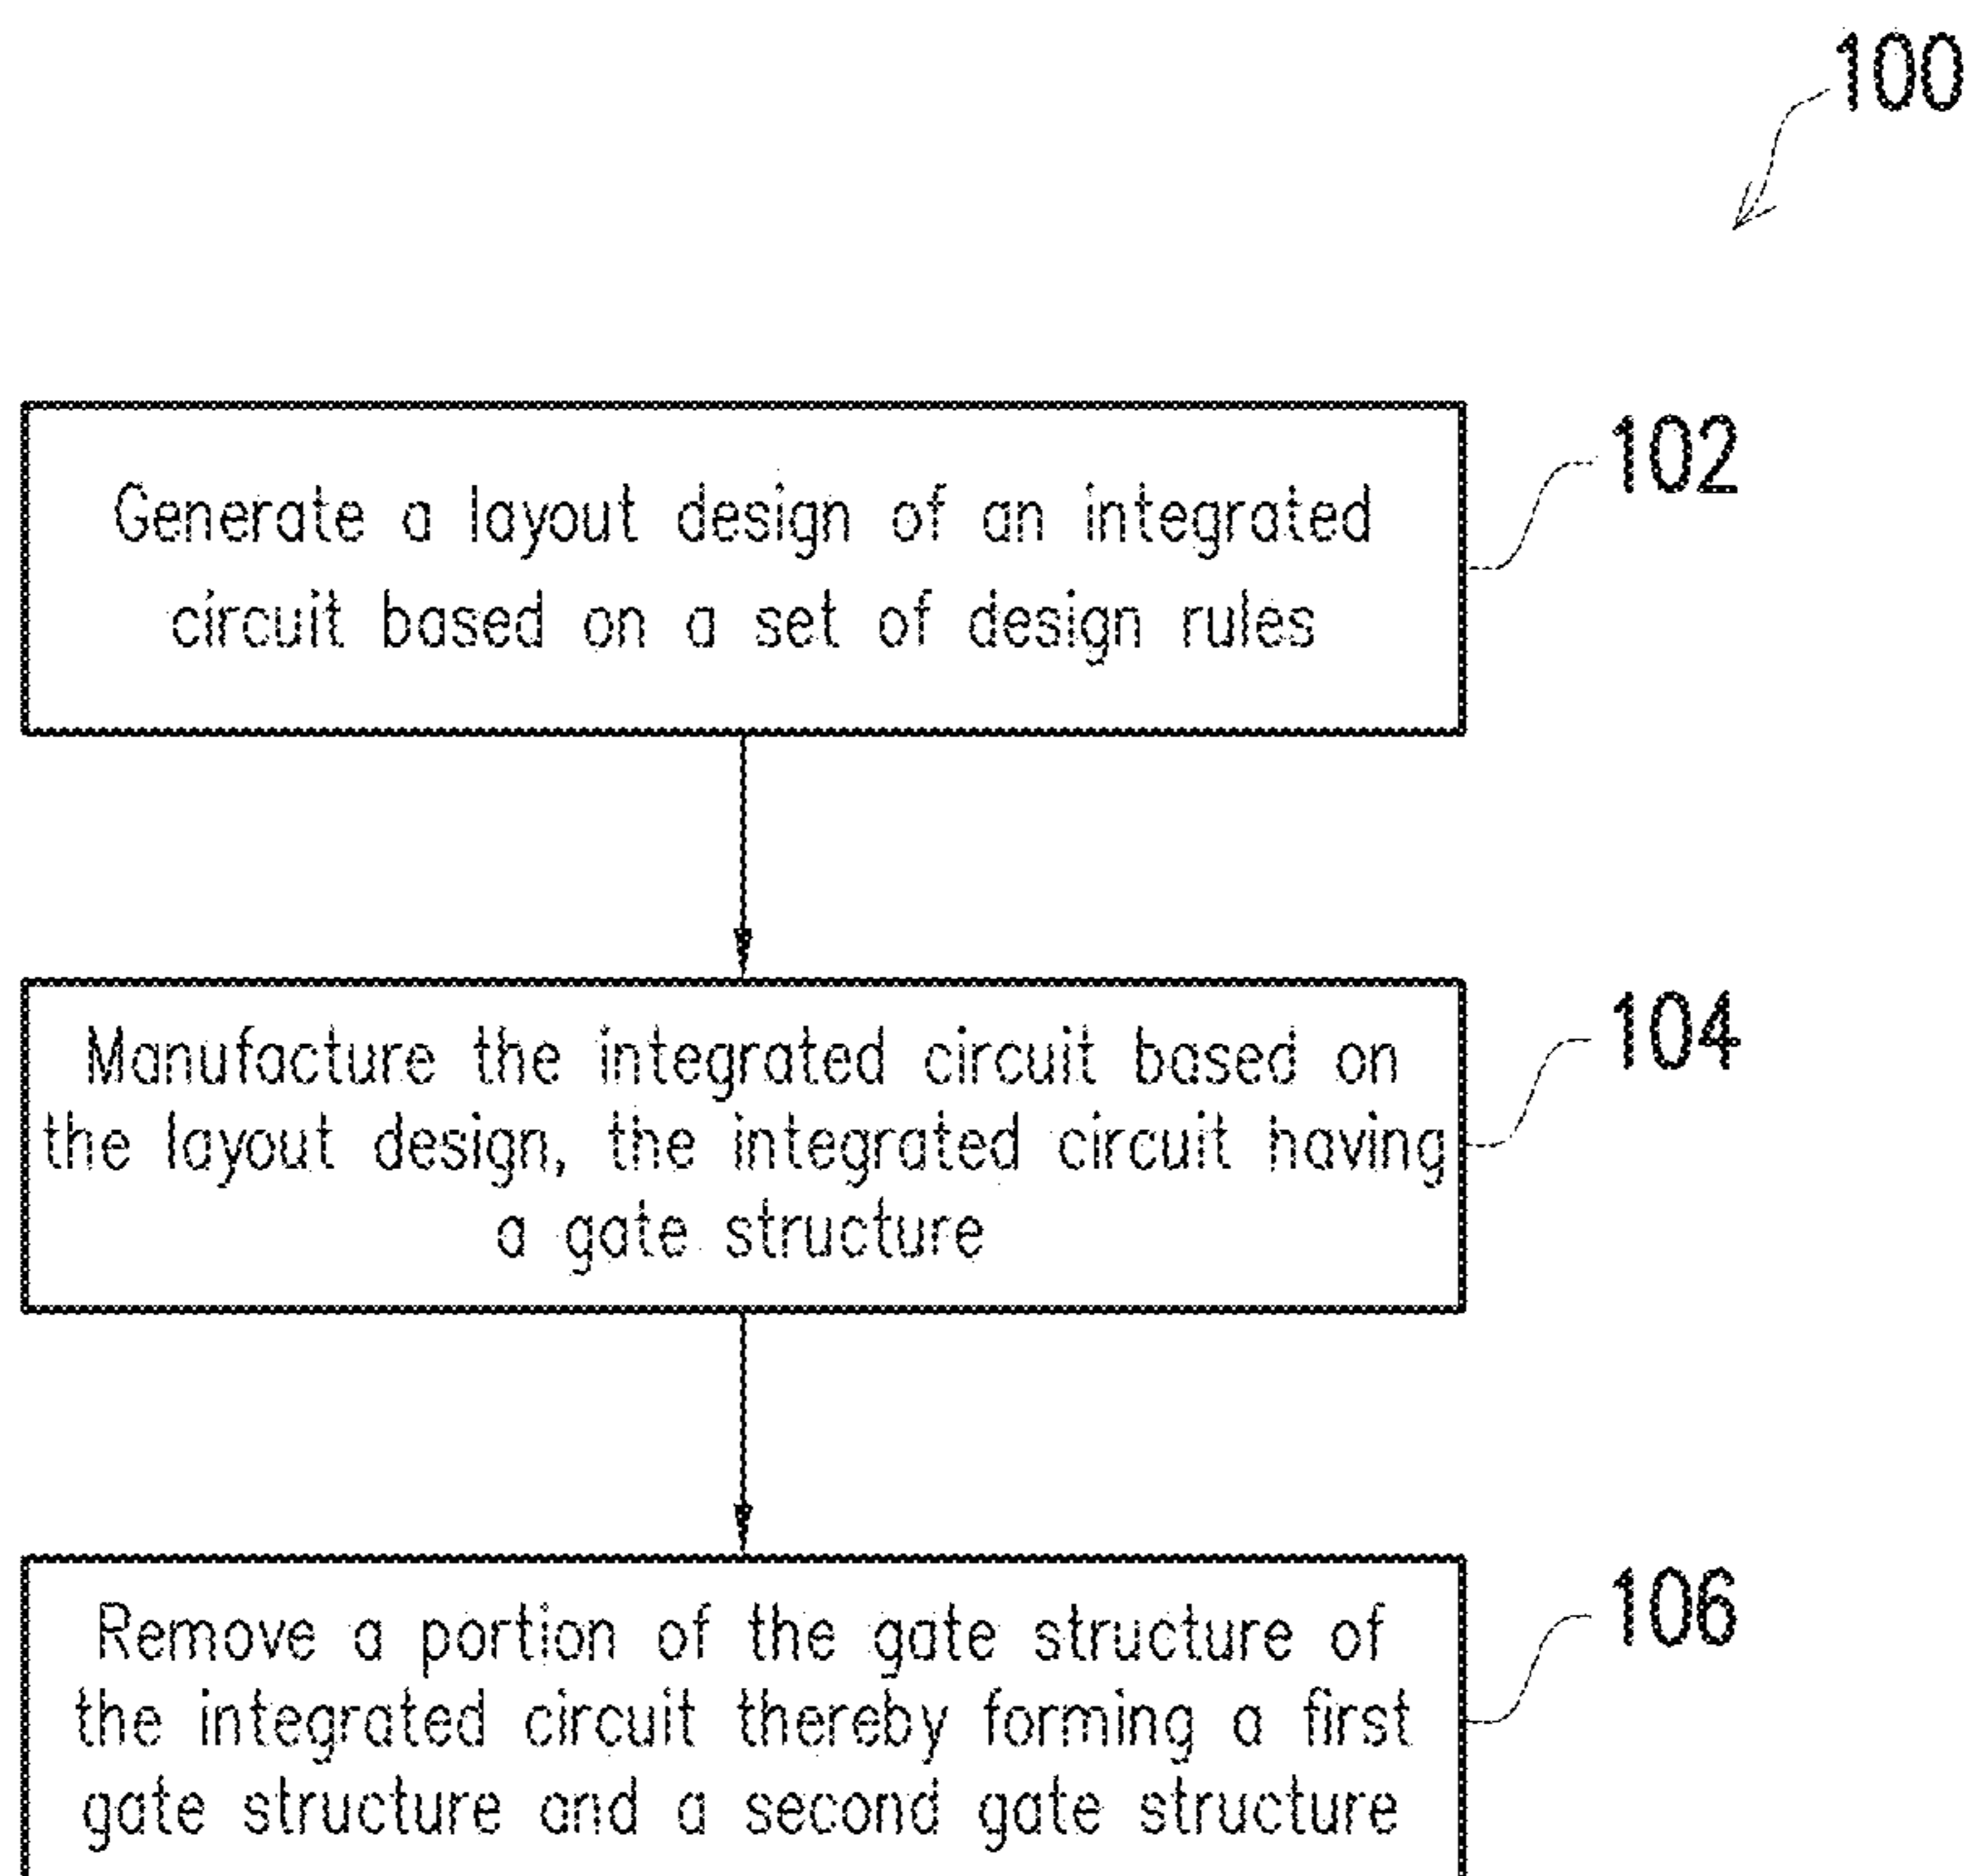 100
Generate a layout design of an integrated
circuit based on a set of design rules
102
Manufacture the integrated circuit based on
the layout design, the integrated circuit having
a gate structure
104
Remove a portion of the gate structure of
the integrated circuit thereby forming a first
gate structure and a second gate structure
106